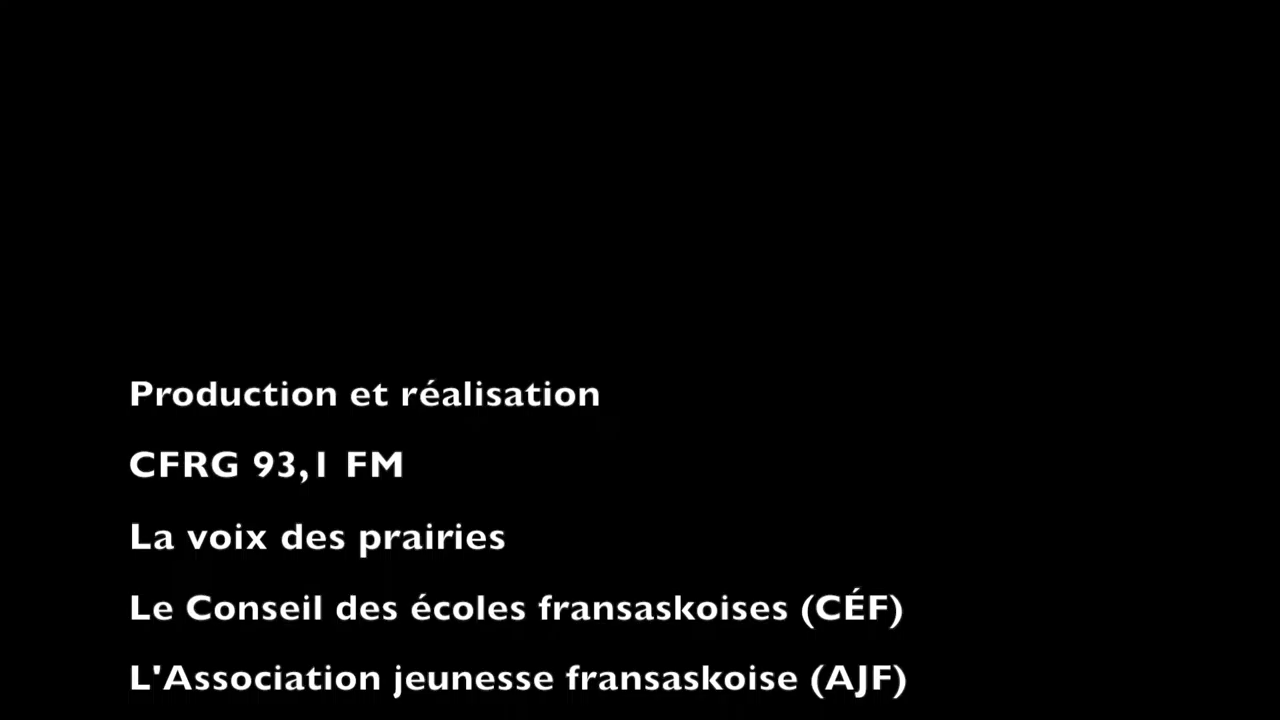 Production et réalisation
CFRG 93,1 FM
La voix des prairies
Le Conseil des écoles fransaskoises (CÉF)
L'Association jeunesse fransaskoise (AJF)